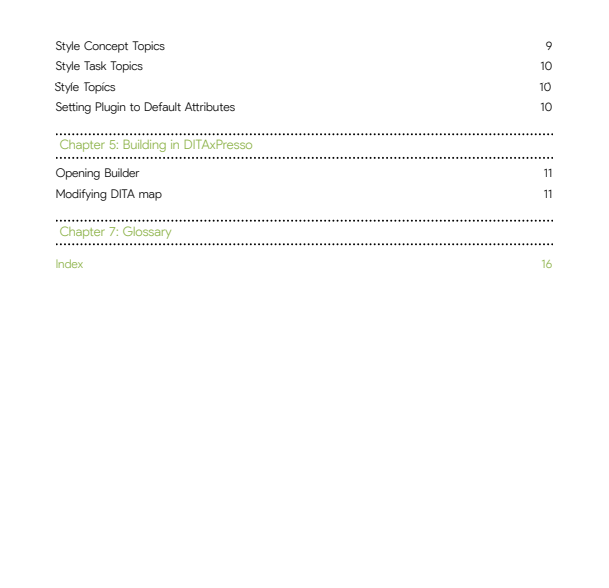 Style Concept Topics 9
Style Task Topics 10
Style Topics 10
Setting Plugin to Default Attributes 10
Chapter 5: Building in DITAxPresso
Opening Builder 11
Modifying DITA map 11
Chapter 7: Glossary
Index 16